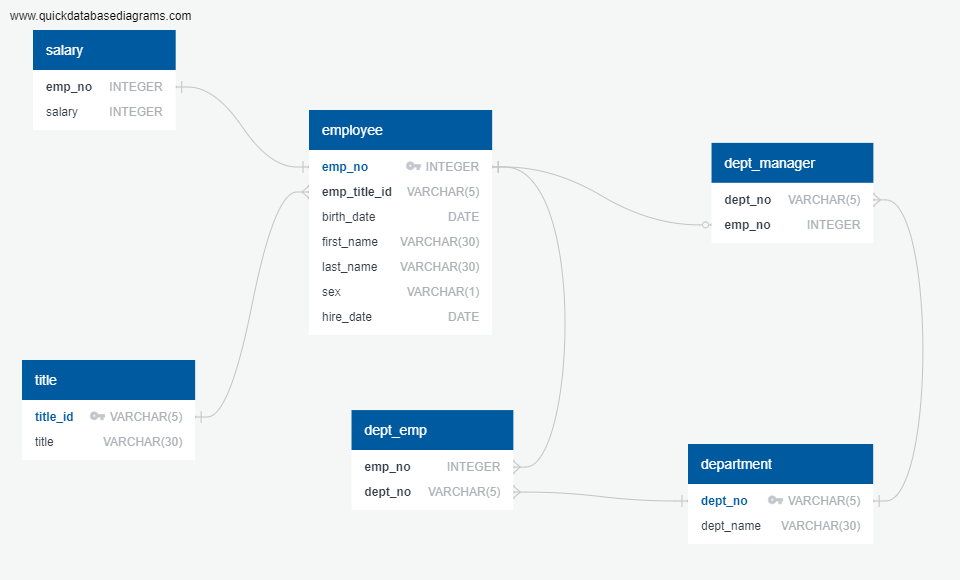 www.quickdatabasediagrams.com
salary
emp_no INTEGER
salary INTEGER
employee
emp_no INTEGER
emp_title_id VARCHAR(5)
birth_date DATE
first_name VARCHAR(30)
last_name VARCHAR(30)
sex VARCHAR(1)
hire_date DATE
dept_manager
dept_no VARCHAR(5)
emp_no INTEGER
title
title_id VARCHAR(5)
title VARCHAR(30)
dept_emp
emp_no INTEGER
dept_no VARCHAR(5)
department
dept_no VARCHAR(5)
dept_name VARCHAR(30)